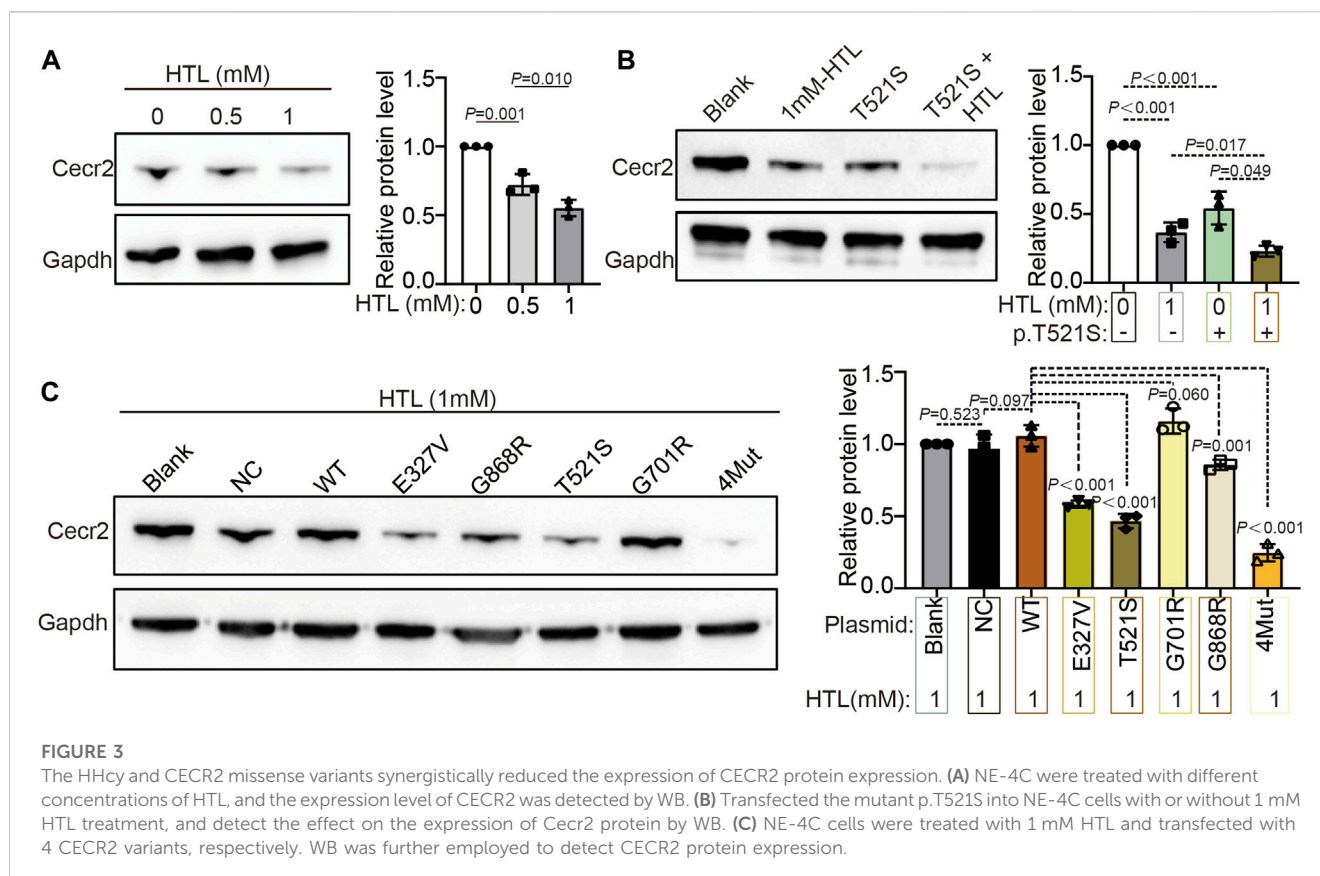 A
HTL (mM)
0 0.5 1
Cecr2
Gapdh
Relative protein level
1.5
1.0
0.5
0.0
P=0.010
P=0.001
HTL (mM): 0 0.5 1
B
Blank 1mM-HTL T521S T521S + HTL
Cecr2
Gapdh
Relative protein level
1.5
1.0
0.5
0.0
P<0.001
P<0.001
P=0.017
P=0.049
HTL (mM): 0 1 0 1
p.T521S: - - + +
C
HTL (1mM)
Blank NC WT E327V G868R T521S G701R 4Mut
Cecr2
Gapdh
Relative protein level
1.5
1.0
0.5
0.0
P=0.523
P=0.097
P<0.001
P<0.001
P=0.060
P=0.001
P<0.001
Plasmid: Blank NC WT E327V T521S G701R G868R 4Mut
HTL(mM): 1 1 1 1 1 1 1 1
FIGURE 3
The HHcy and CECR2 missense variants synergistically reduced the expression of CECR2 protein expression. (A) NE-4C were treated with different
concentrations of HTL, and the expression level of CECR2 was detected by WB. (B) Transfected the mutant p.T521S into NE-4C cells with or without 1 mM
HTL treatment, and detect the effect on the expression of Cecr2 protein by WB. (C) NE-4C cells were treated with 1 mM HTL and transfected with
4 CECR2 variants, respectively. WB was further employed to detect CECR2 protein expression.